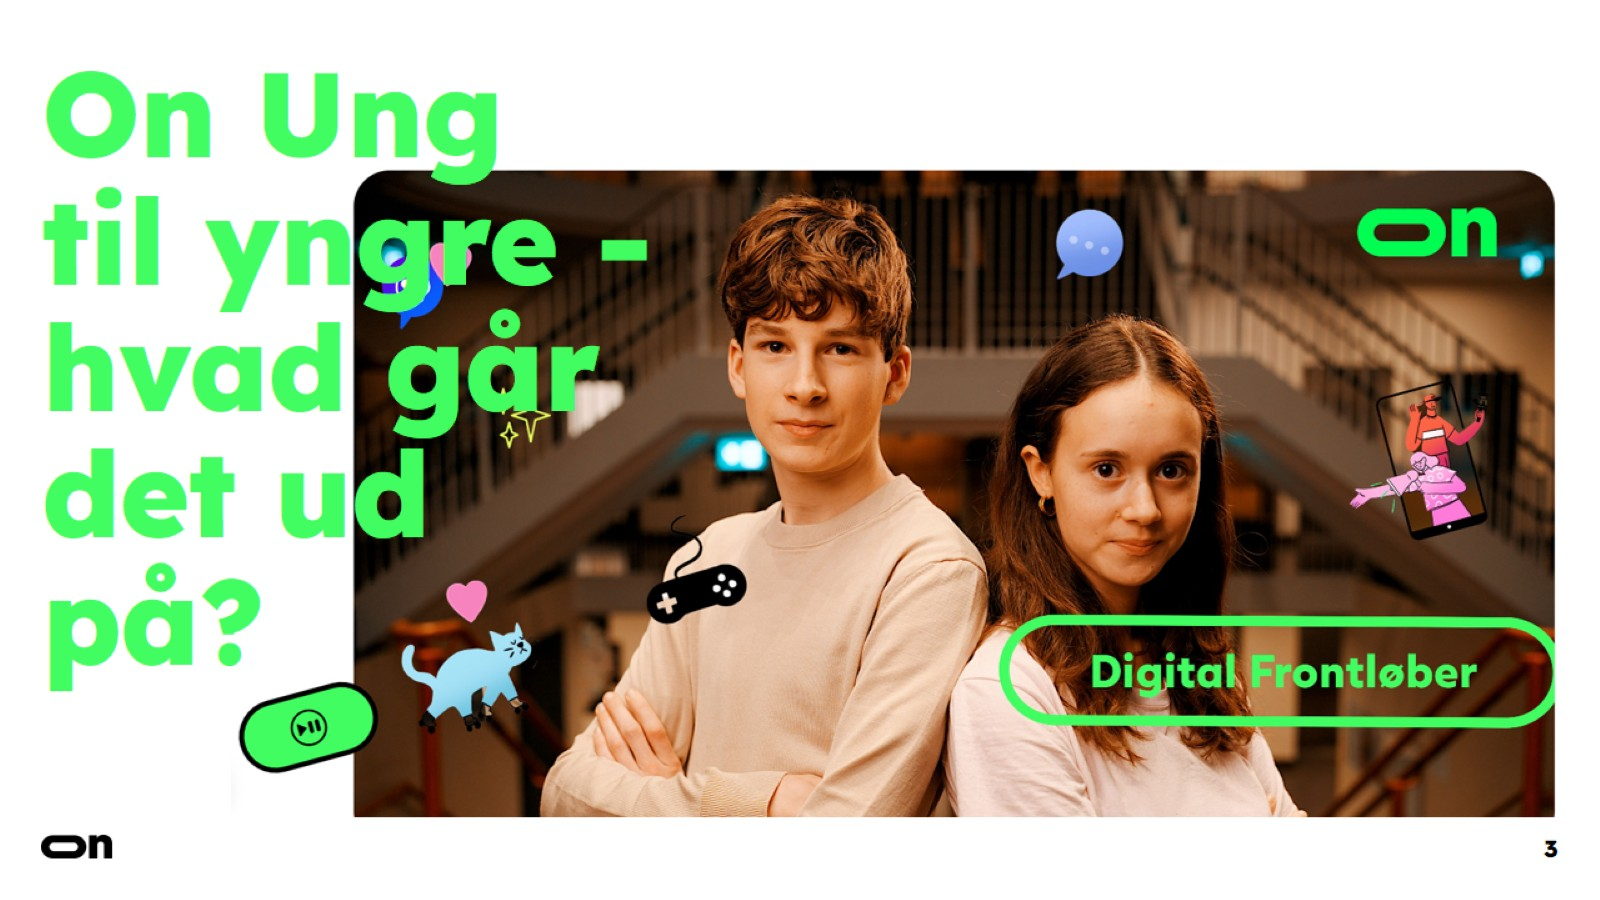 On Ung
til yngre -
hvad går
det ud
på?
On
Digital Frontløber
On
3